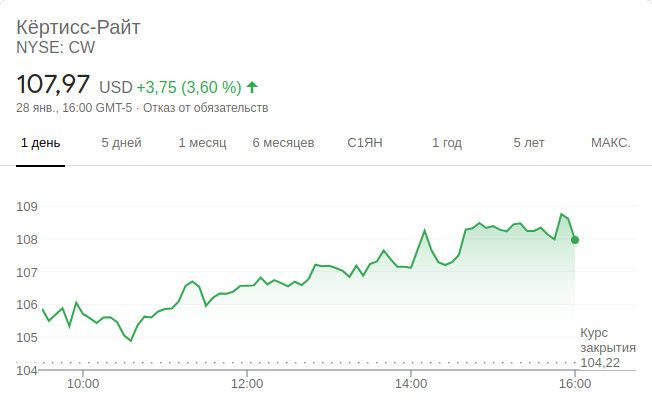 Кёртисс-Райт
NYSE: CW
107,97 USD +3,75 (3,60 %)
28 янв., 16:00 GMT-5 · Отказ от обязательств
1 день 5 дней 1 месяц 6 месяцев С1ЯН 1 год 5 лет МАКС.
109
108
107
106
105
Курс
закрытия
104,22
104
10:00 12:00 14:00 16:00